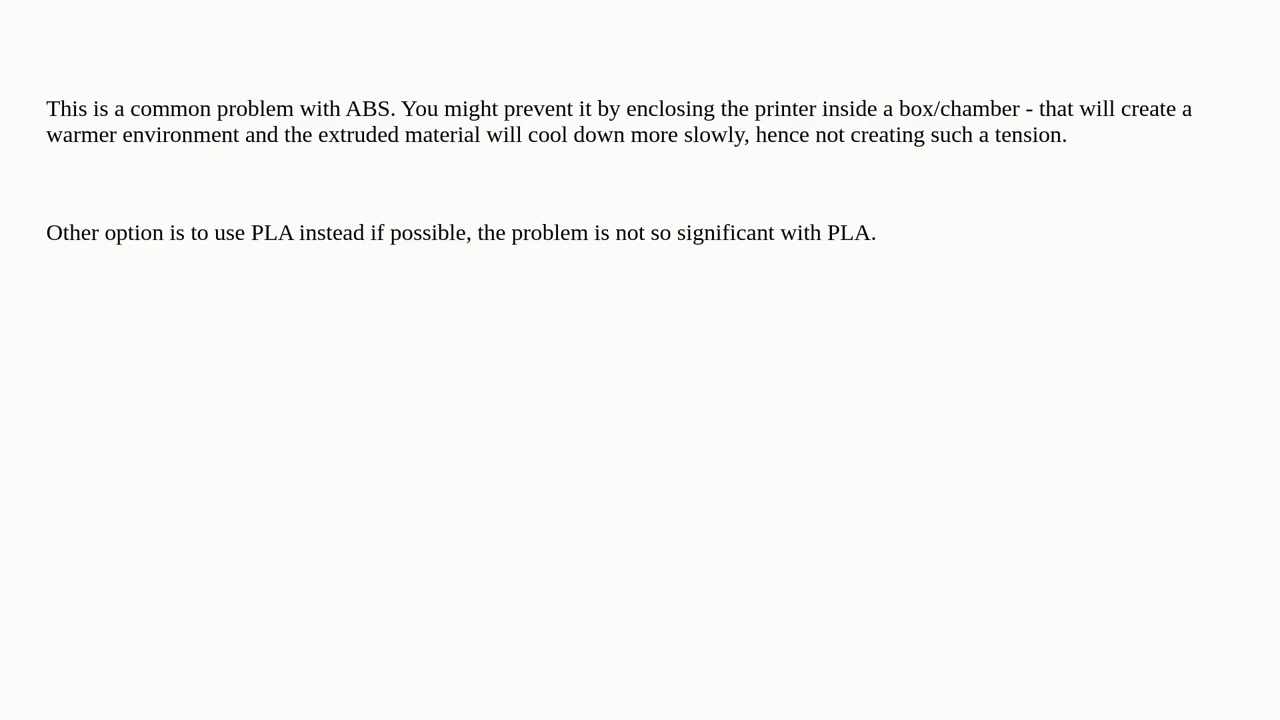 This is a common problem with ABS. You might prevent it by enclosing the printer inside a box/chamber - that will create a
warmer environment and the extruded material will cool down more slowly, hence not creating such a tension.
Other option is to use PLA instead if possible, the problem is not so significant with PLA.